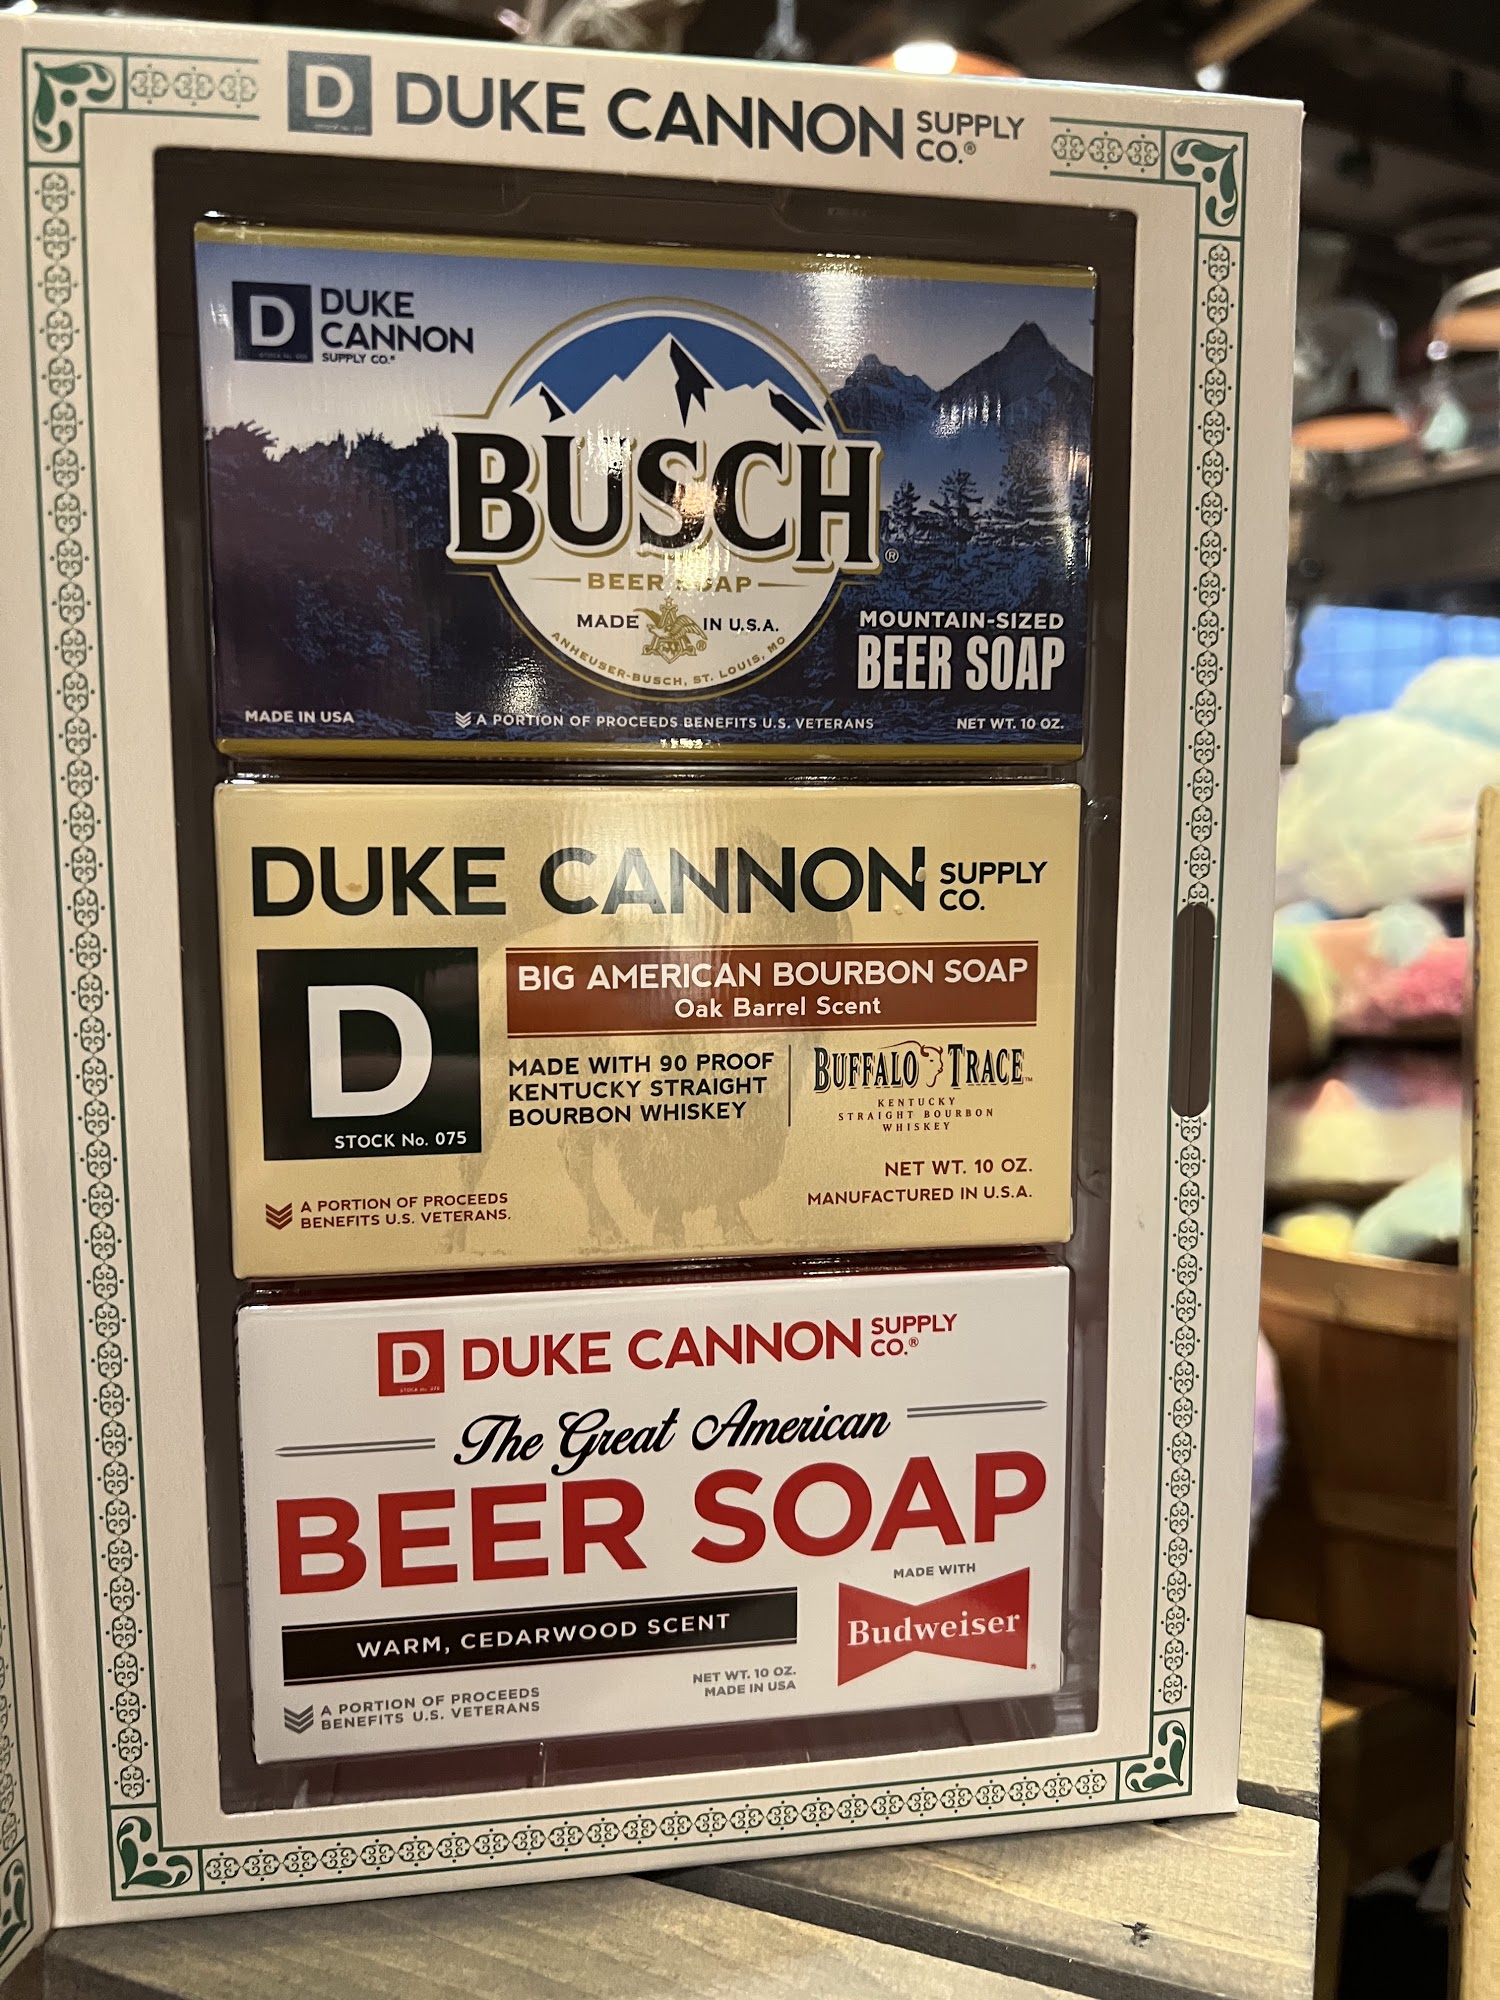 D DUKE CANNON SUPPLY CO.®
D DUKE CANNON SUPPLY CO.®
BUSCH®
BEER SOAP
MADE IN U.S.A.
ANHEUSER-BUSCH, ST. LOUIS, MO
MOUNTAIN-SIZED
BEER SOAP
MADE IN USA
A PORTION OF PROCEEDS BENEFITS U.S. VETERANS
NET WT. 10 OZ.
DUKE CANNON SUPPLY CO.
D
STOCK No. 075
BIG AMERICAN BOURBON SOAP
Oak Barrel Scent
MADE WITH 90 PROOF
KENTUCKY STRAIGHT
BOURBON WHISKEY
BUFFALO TRACE™
KENTUCKY
STRAIGHT BOURBON
WHISKEY
NET WT. 10 OZ.
MANUFACTURED IN U.S.A.
A PORTION OF PROCEEDS
BENEFITS U.S. VETERANS.
D DUKE CANNON SUPPLY CO.®
The Great American
BEER SOAP
WARM, CEDARWOOD SCENT
MADE WITH
Budweiser
NET WT. 10 OZ.
MADE IN USA
A PORTION OF PROCEEDS
BENEFITS U.S. VETERANS